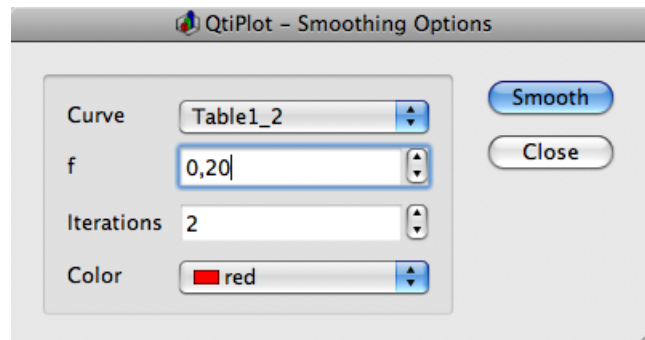 QtiPlot - Smoothing Options
Curve Table1_2
Smooth
f 0,20
Close
Iterations 2
Color red